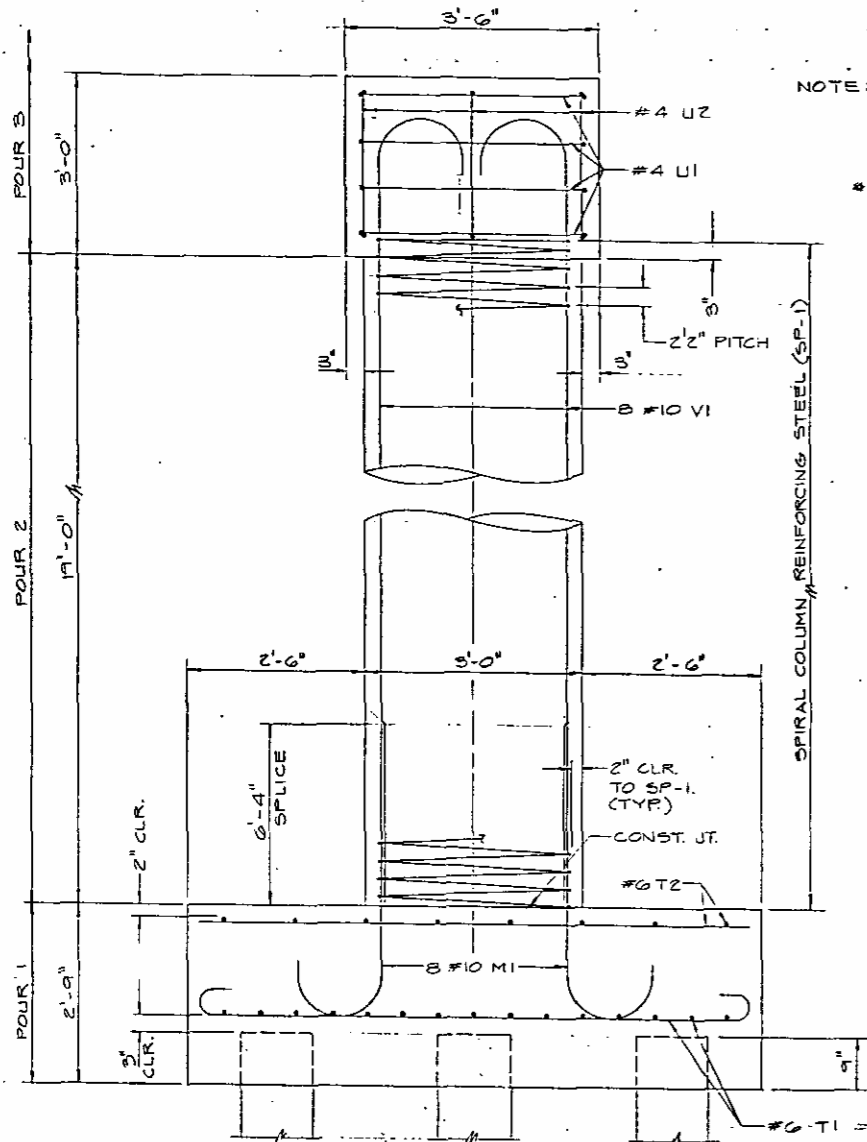 3'-6"
NOTE:
#4 U2
POUR 3
3'-0"
#4 U1
*
3"
2'2" PITCH
3"
3"
8 #10 V1
SPIRAL COLUMN REINFORCING STEEL (SP-1)
POUR 2
19'-0"
2'-6"
3'-0"
2'-6"
6'-4"
SPLICE
2" CLR.
TO SP-1.
(TYP.)
CONST. JT.
2" CLR.
#6 T2
8 #10 M1
POUR 1
2'-9"
3"
CLR.
9"
#6 T1